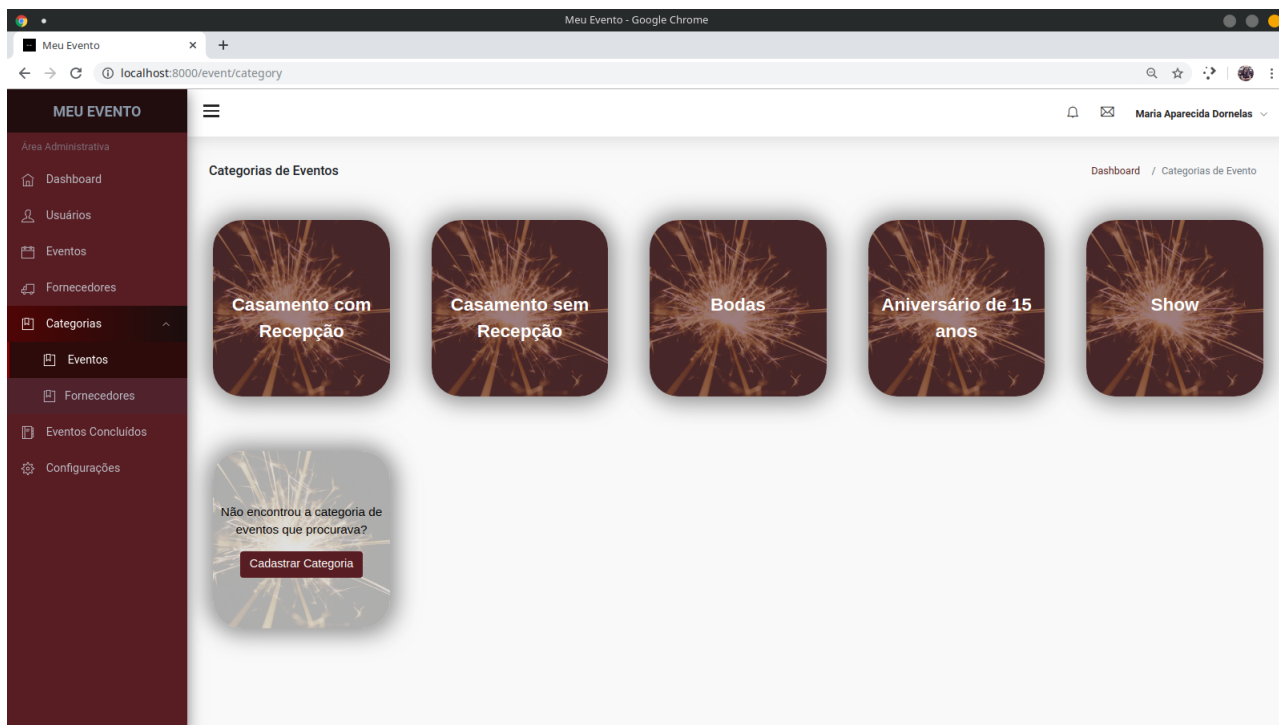 Meu Evento - Google Chrome
Meu Evento
localhost:8000/event/category
MEU EVENTO
Maria Aparecida Dornelas
Área Administrativa
Dashboard
Usuários
Eventos
Fornecedores
Categorias
Eventos
Fornecedores
Eventos Concluídos
Configurações
Categorias de Eventos
Dashboard / Categorias de Evento
Casamento com
Recepção
Casamento sem
Recepção
Bodas
Aniversário de 15
anos
Show
Não encontrou a categoria de
eventos que procurava?
Cadastrar Categoria